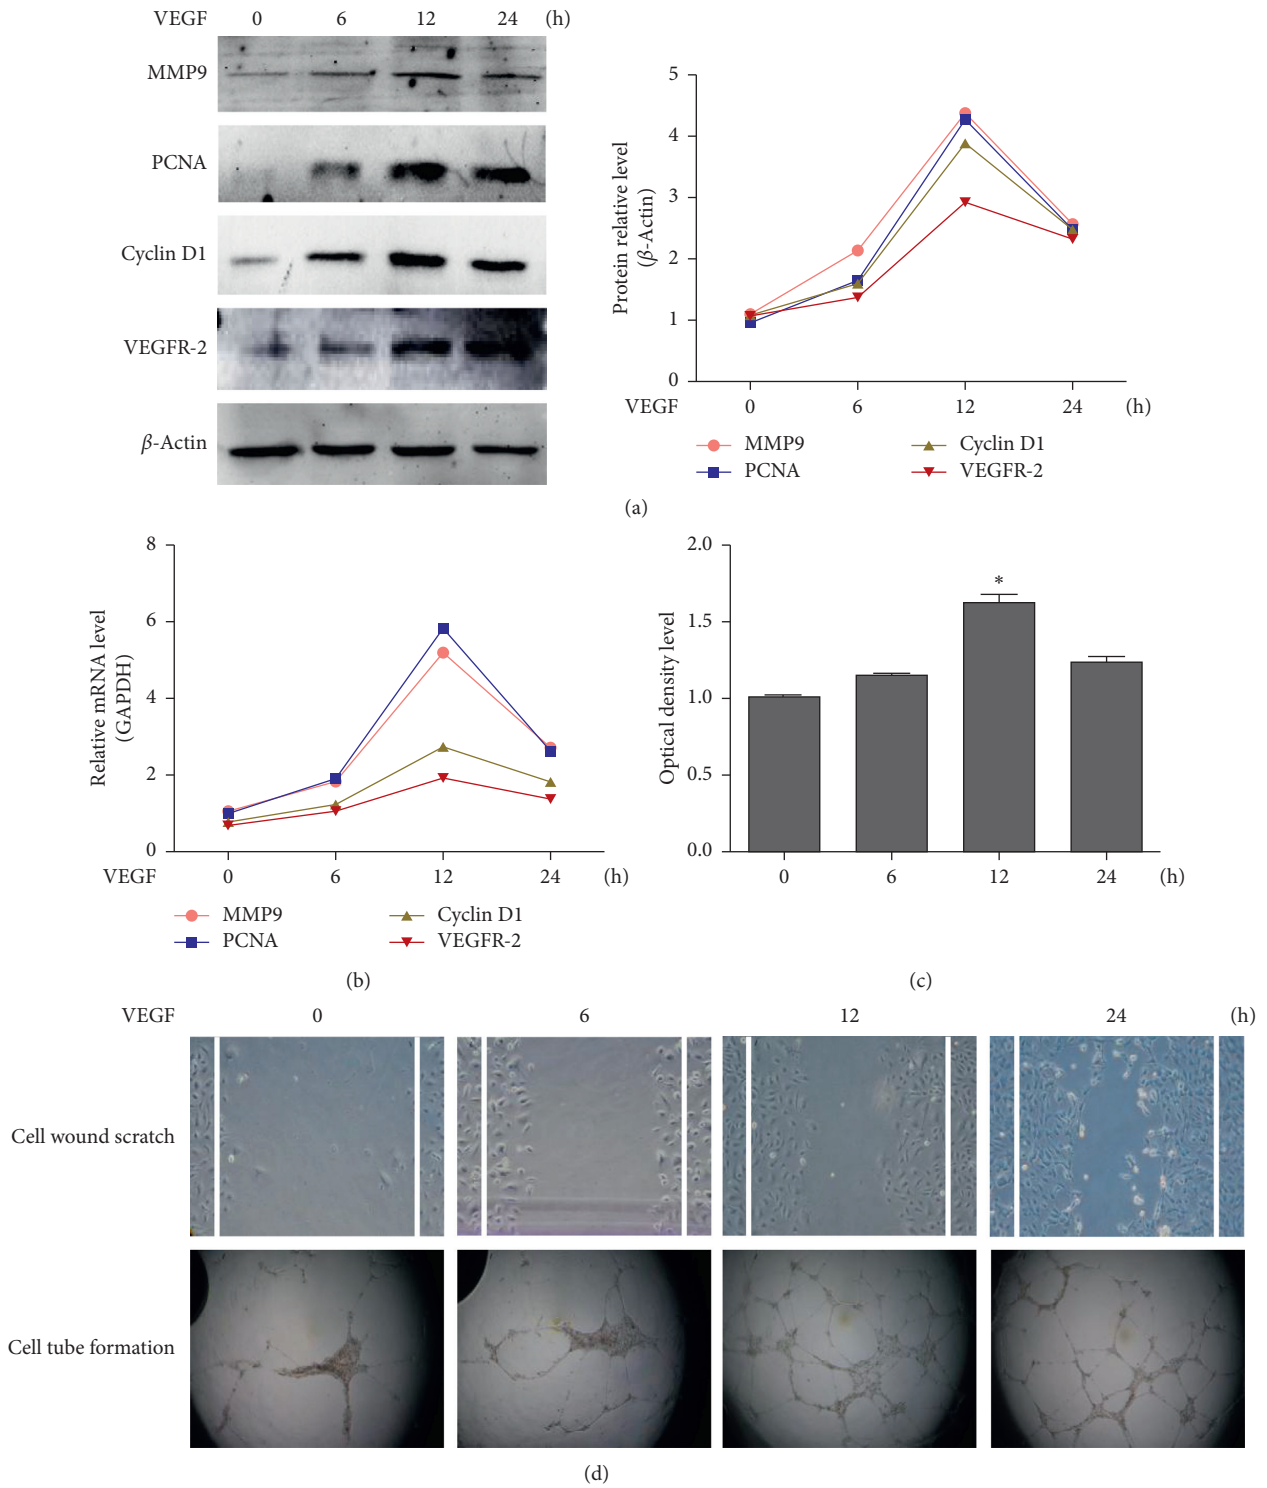 VEGF 0 6 12 24 (h)
MMP9
PCNA
Cyclin D1
VEGFR-2
β-Actin
Protein relative level
(β-Actin)
5
4
3
2
1
0
VEGF 0 6 12 24 (h)
MMP9 Cyclin D1
PCNA VEGFR-2
(a)
Relative mRNA level
(GAPDH)
8
6
4
2
0
VEGF 0 6 12 24 (h)
MMP9 Cyclin D1
PCNA VEGFR-2
(b)
Optical density level
2.0
1.5
1.0
0.5
0.0
*
0 6 12 24 (h)
(c)
VEGF 0 6 12 24 (h)
Cell wound scratch
Cell tube formation
(d)